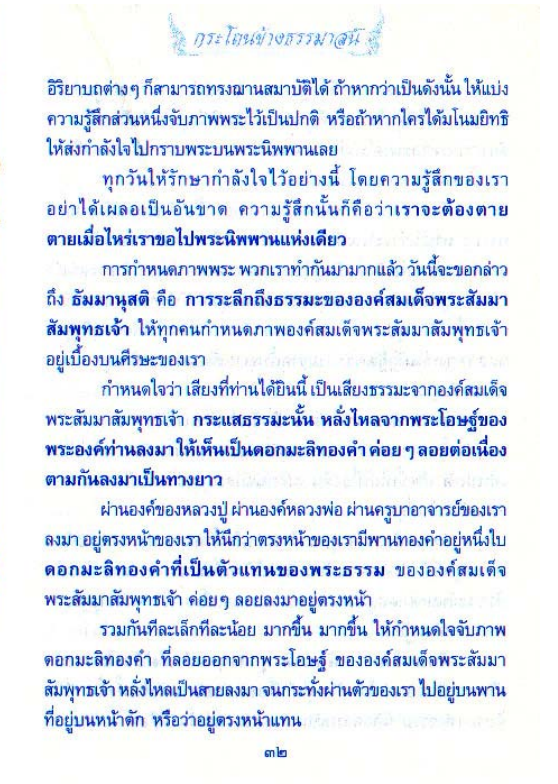 กระโถนข้างธรรมาสน์
อิริยาบถต่างๆ ก็สามารถทรงฌานสมาบัติได้ ถ้าหากว่าเป็นดังนั้น ให้แบ่ง
ความรู้สึกส่วนหนึ่งจับภาพพระไว้เป็นปกติ หรือถ้าหากใครได้มโนมยิทธิ
ให้ส่งกำลังใจไปกราบพระบนพระนิพพานเลย
ทุกวันให้รักษากำลังใจไว้อย่างนี้ โดยความรู้สึกของเรา
อย่าได้เผลอเป็นอันขาด ความรู้สึกนั้นก็คือว่าเราจะต้องตาย
ตายเมื่อไหร่เราขอไปพระนิพพานแห่งเดียว
การกำหนดภาพพระ พวกเราทำกันมามากแล้ว วันนี้จะขอกล่าว
ถึง ธัมมานุสติ คือ การระลึกถึงธรรมะขององค์สมเด็จพระสัมมา
สัมพุทธเจ้า ให้ทุกคนกำหนดภาพองค์สมเด็จพระสัมมาสัมพุทธเจ้า
อยู่เบื้องบนศีรษะของเรา
กำหนดใจว่า เสียงที่ท่านได้ยินนี้ เป็นเสียงธรรมะจากองค์สมเด็จ
พระสัมมาสัมพุทธเจ้า กระแสธรรมะนั้น หลั่งไหลจากพระโอษฐ์ของ
พระองค์ท่านลงมา ให้เห็นเป็นดอกมะลิทองคำ ค่อยๆ ลอยต่อเนื่อง
ตามกันลงมาเป็นทางยาว
ผ่านองค์ของหลวงปู่ ผ่านองค์หลวงพ่อ ผ่านครูบาอาจารย์ของเรา
ลงมา อยู่ตรงหน้าของเรา ให้นึกว่าตรงหน้าของเรามีพานทองคำอยู่หนึ่งใบ
ดอกมะลิทองคำที่เป็นตัวแทนของพระธรรม ขององค์สมเด็จ
พระสัมมาสัมพุทธเจ้า ค่อยๆ ลอยลงมาอยู่ตรงหน้า
รวมกันทีละเล็กทีละน้อย มากขึ้น มากขึ้น ให้กำหนดใจจับภาพ
ดอกมะลิทองคำ ที่ลอยออกจากพระโอษฐ์ ขององค์สมเด็จพระสัมมา
สัมพุทธเจ้า หลั่งไหลเป็นสายลงมา จนกระทั่งผ่านตัวของเรา ไปอยู่บนพาน
ที่อยู่บนหน้าตัก หรือว่าอยู่ตรงหน้าแทน
๓๒